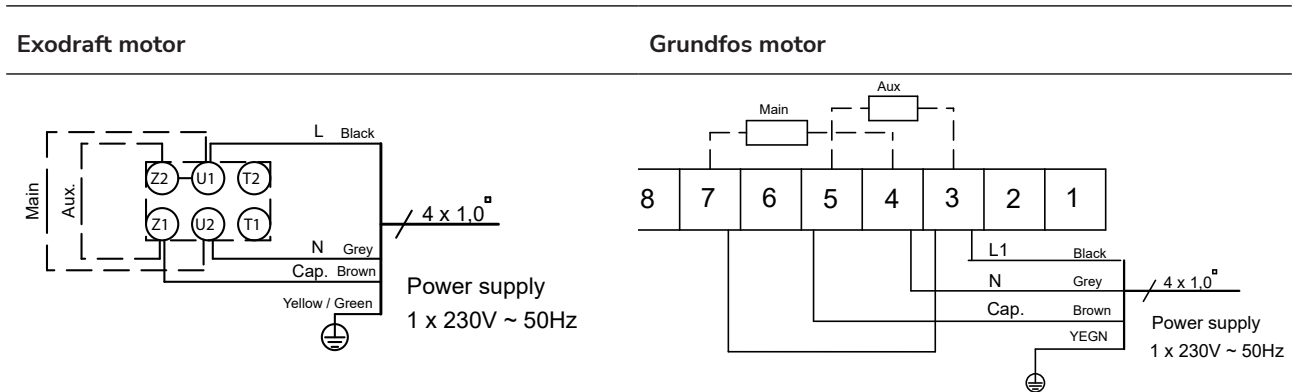 Exodraft motor
Main
Aux.
Z2
U1
T2
Z1
U2
T1
L Black
N Grey
Cap. Brown
Yellow / Green
4 x 1,0
Power supply
1 x 230V ~ 50Hz
Grundfos motor
Main
Aux
8 7 6 5 4 3 2 1
L1 Black
N Grey
Cap. Brown
YEGN
4 x 1,0
Power supply
1 x 230V ~ 50Hz